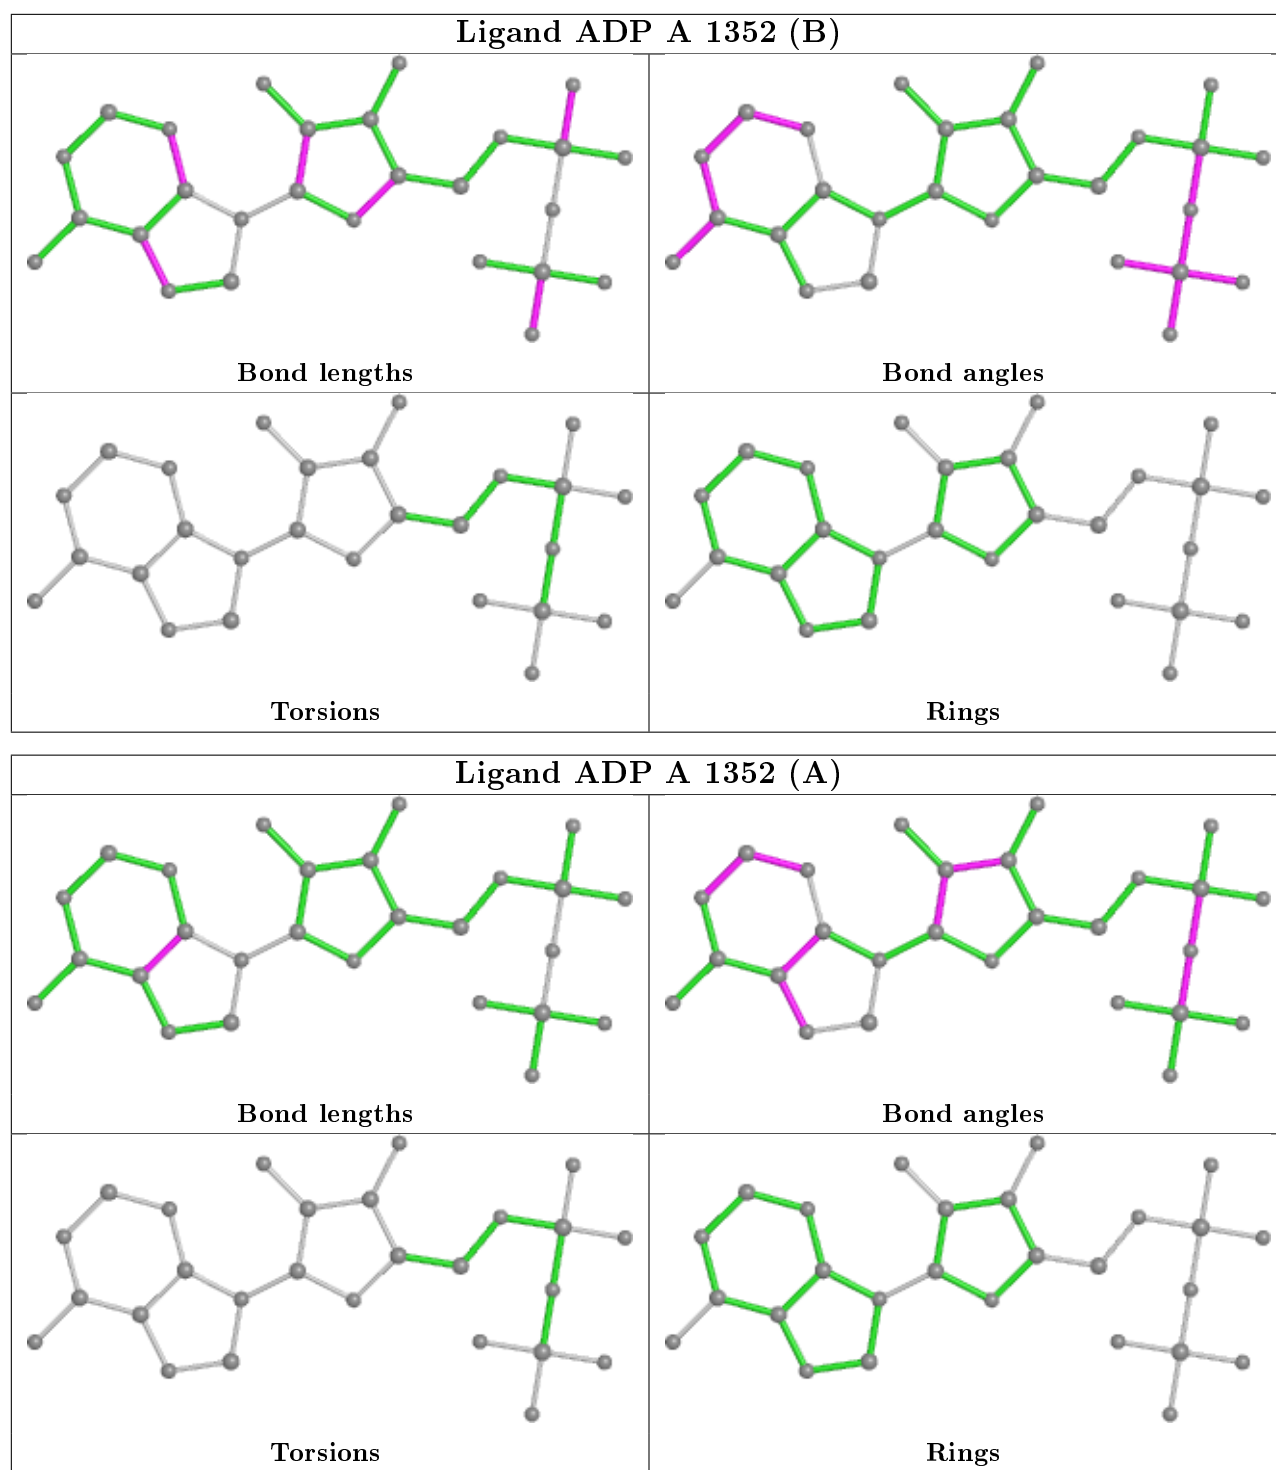 Ligand ADP A 1352 (B)
Bond lengths
Bond angles
Torsions
Rings
Ligand ADP A 1352 (A)
Bond lengths
Bond angles
Torsions
Rings